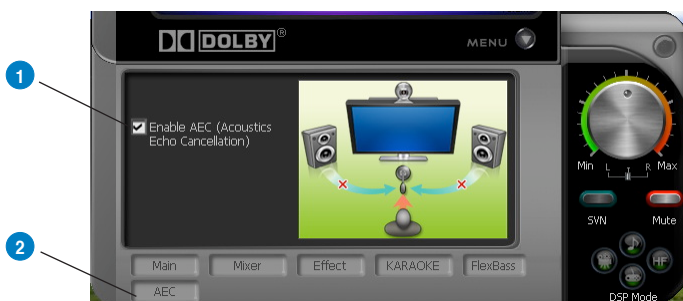 DOLBY®
MENU
1
Enable AEC (Acoustics
Echo Cancellation)
Min L R Max
SVN Mute
2
Main Mixer Effect KARAOKE FlexBass
HF
AEC
DSP Mode